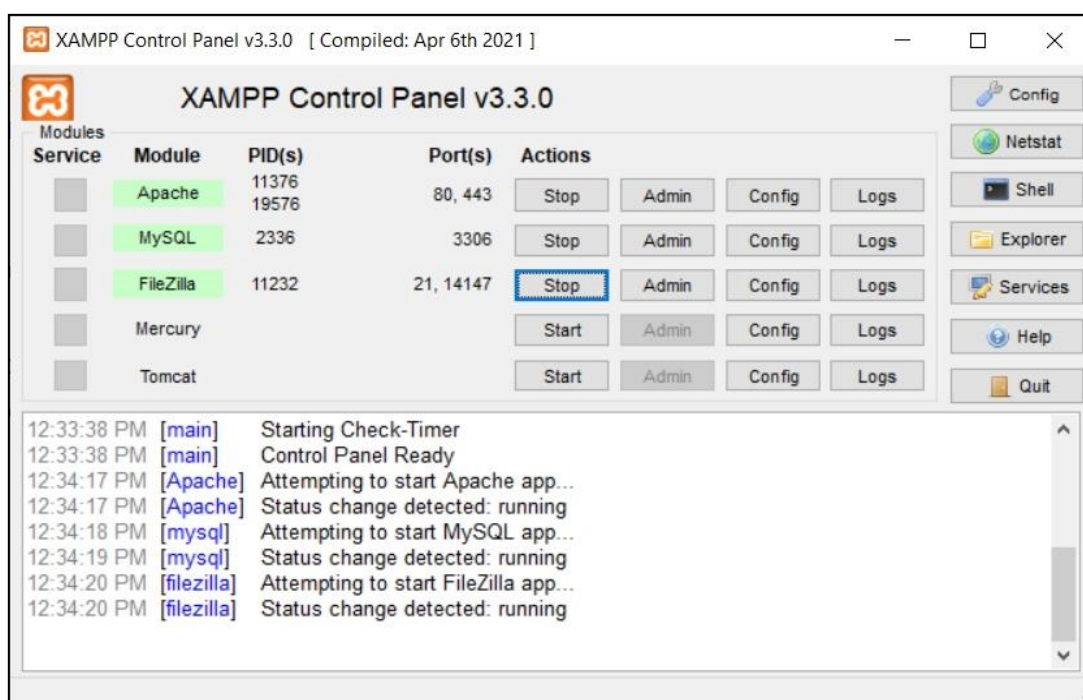 XAMPP Control Panel v3.3.0 [ Compiled: Apr 6th 2021 ]
XAMPP Control Panel v3.3.0
Config
Modules
Service Module PID(s) Port(s) Actions
Netstat
Apache 11376 19576 80, 443 Stop Admin Config Logs
Shell
MySQL 2336 3306 Stop Admin Config Logs
Explorer
FileZilla 11232 21, 14147 Stop Admin Config Logs
Services
Mercury Start Admin Config Logs
Help
Tomcat Start Admin Config Logs
Quit
12:33:38 PM [main] Starting Check-Timer
12:33:38 PM [main] Control Panel Ready
12:34:17 PM [Apache] Attempting to start Apache app...
12:34:17 PM [Apache] Status change detected: running
12:34:18 PM [mysql] Attempting to start MySQL app...
12:34:19 PM [mysql] Status change detected: running
12:34:20 PM [filezilla] Attempting to start FileZilla app...
12:34:20 PM [filezilla] Status change detected: running